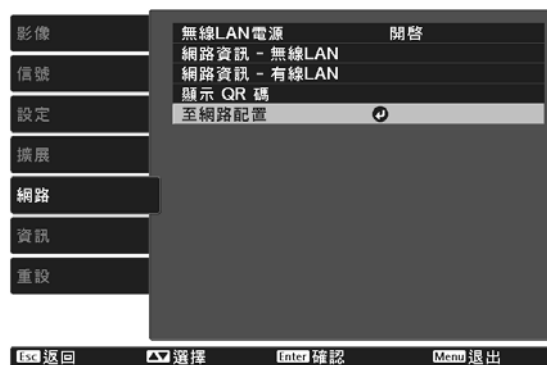 影像
信號
設定
擴展
網路
資訊
重設
無線LAN電源 開啓
網路資訊 - 無線LAN
網路資訊 - 有線LAN
顯示 QR 碼
至網路配置
Esc 返回 選擇 Enter 確認 Menu 退出